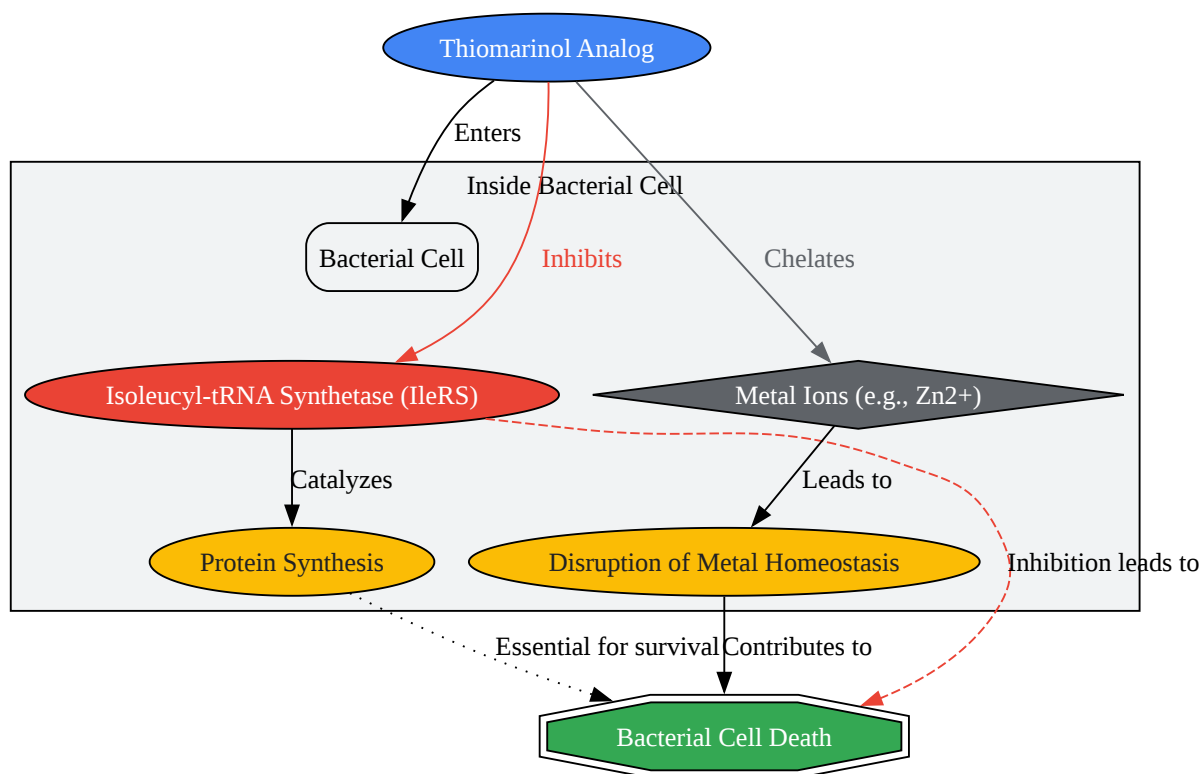 Thiomarinol Analog
Enters
Inside Bacterial Cell
Bacterial Cell
Inhibits
Chelates
Isoleucyl-tRNA Synthetase (IleRS)
Metal Ions (e.g., Zn2+)
Catalyzes
Leads to
Protein Synthesis
Disruption of Metal Homeostasis
Inhibition leads to
Essential for survival
Contributes to
Bacterial Cell Death